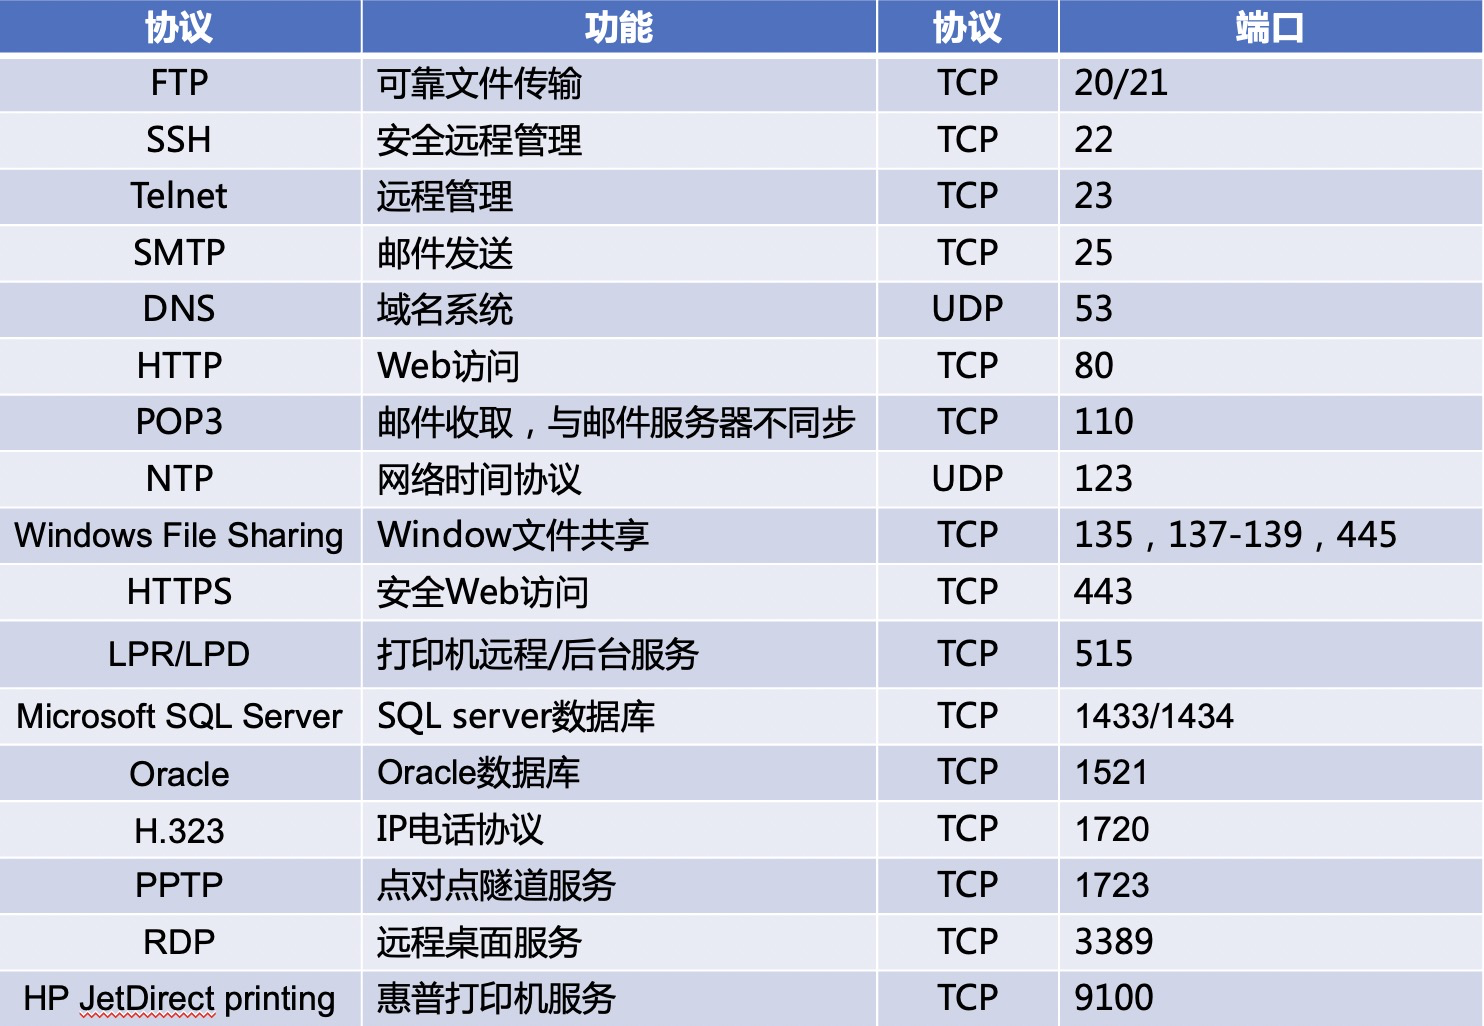 协议 功能 协议 端口
FTP 可靠文件传输 TCP 20/21
SSH 安全远程管理 TCP 22
Telnet 远程管理 TCP 23
SMTP 邮件发送 TCP 25
DNS 域名系统 UDP 53
HTTP Web访问 TCP 80
POP3 邮件收取，与邮件服务器不同步 TCP 110
NTP 网络时间协议 UDP 123
Windows File Sharing Window文件共享 TCP 135，137-139，445
HTTPS 安全Web访问 TCP 443
LPR/LPD 打印机远程/后台服务 TCP 515
Microsoft SQL Server SQL server数据库 TCP 1433/1434
Oracle Oracle数据库 TCP 1521
H.323 IP电话协议 TCP 1720
PPTP 点对点隧道服务 TCP 1723
RDP 远程桌面服务 TCP 3389
HP JetDirect printing 惠普打印机服务 TCP 9100